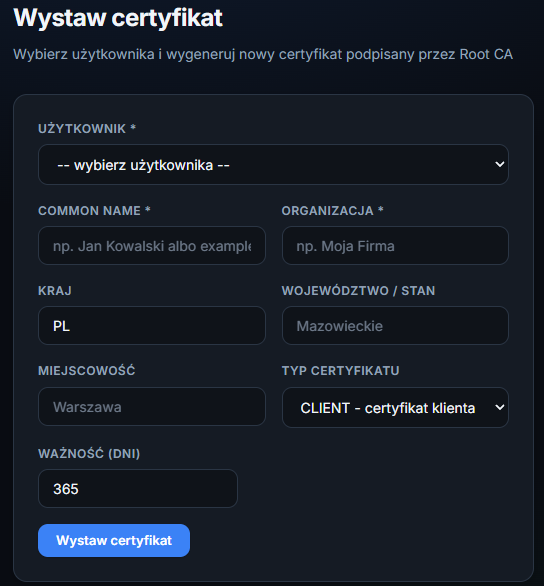 Wystaw certyfikat
Wybierz użytkownika i wygeneruj nowy certyfikat podpisany przez Root CA
UŻYTKOWNIK *
-- wybierz użytkownika --
COMMON NAME *
ORGANIZACJA *
np. Jan Kowalski albo example
np. Moja Firma
KRAJ
WOJEWÓDZTWO / STAN
PL
Mazowieckie
MIEJSCOWOŚĆ
TYP CERTYFIKATU
Warszawa
CLIENT - certyfikat klienta
WAŻNOŚĆ (DNI)
365
Wystaw certyfikat